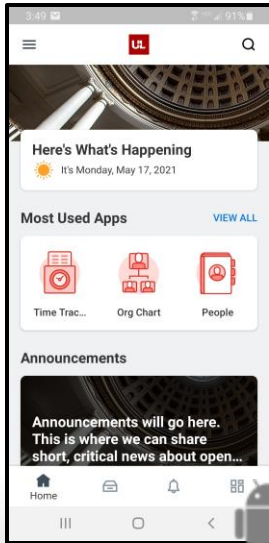 3:49
91%
UL
Here's What's Happening
It's Monday, May 17, 2021
Most Used Apps
VIEW ALL
Time Trac...
Org Chart
People
Announcements
Announcements will go here.
This is where we can share
short, critical news about open...
Home